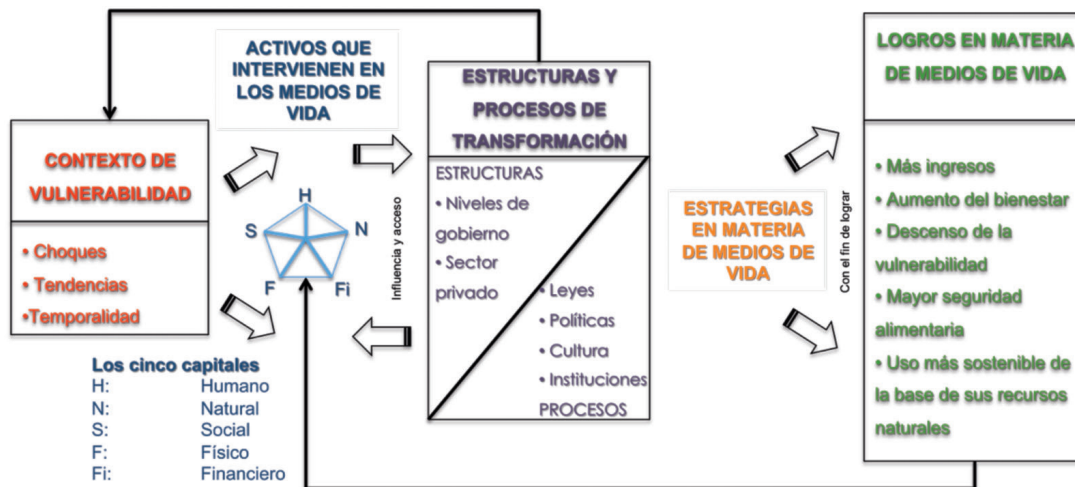 ACTIVOS QUE
INTERVIENEN EN
LOS MEDIOS DE
VIDA
CONTEXTO DE
VULNERABILIDAD
• Choques
• Tendencias
•Temporalidad
H
S
N
F
Fi
Los cinco capitales
H: Humano
N: Natural
S: Social
F: Físico
Fi: Financiero
Influencia y acceso
ESTRUCTURAS Y
PROCESOS DE
TRANSFORMACIÓN
ESTRUCTURAS
• Niveles de
gobierno
• Sector
privado
• Leyes
• Políticas
• Cultura
• Instituciones
PROCESOS
ESTRATEGIAS
EN MATERIA
DE MEDIOS DE
VIDA
Con el fin de lograr
LOGROS EN MATERIA
DE MEDIOS DE VIDA
• Más ingresos
• Aumento del bienestar
• Descenso de la
vulnerabilidad
• Mayor seguridad
alimentaria
• Uso más sostenible de
la base de sus recursos
naturales